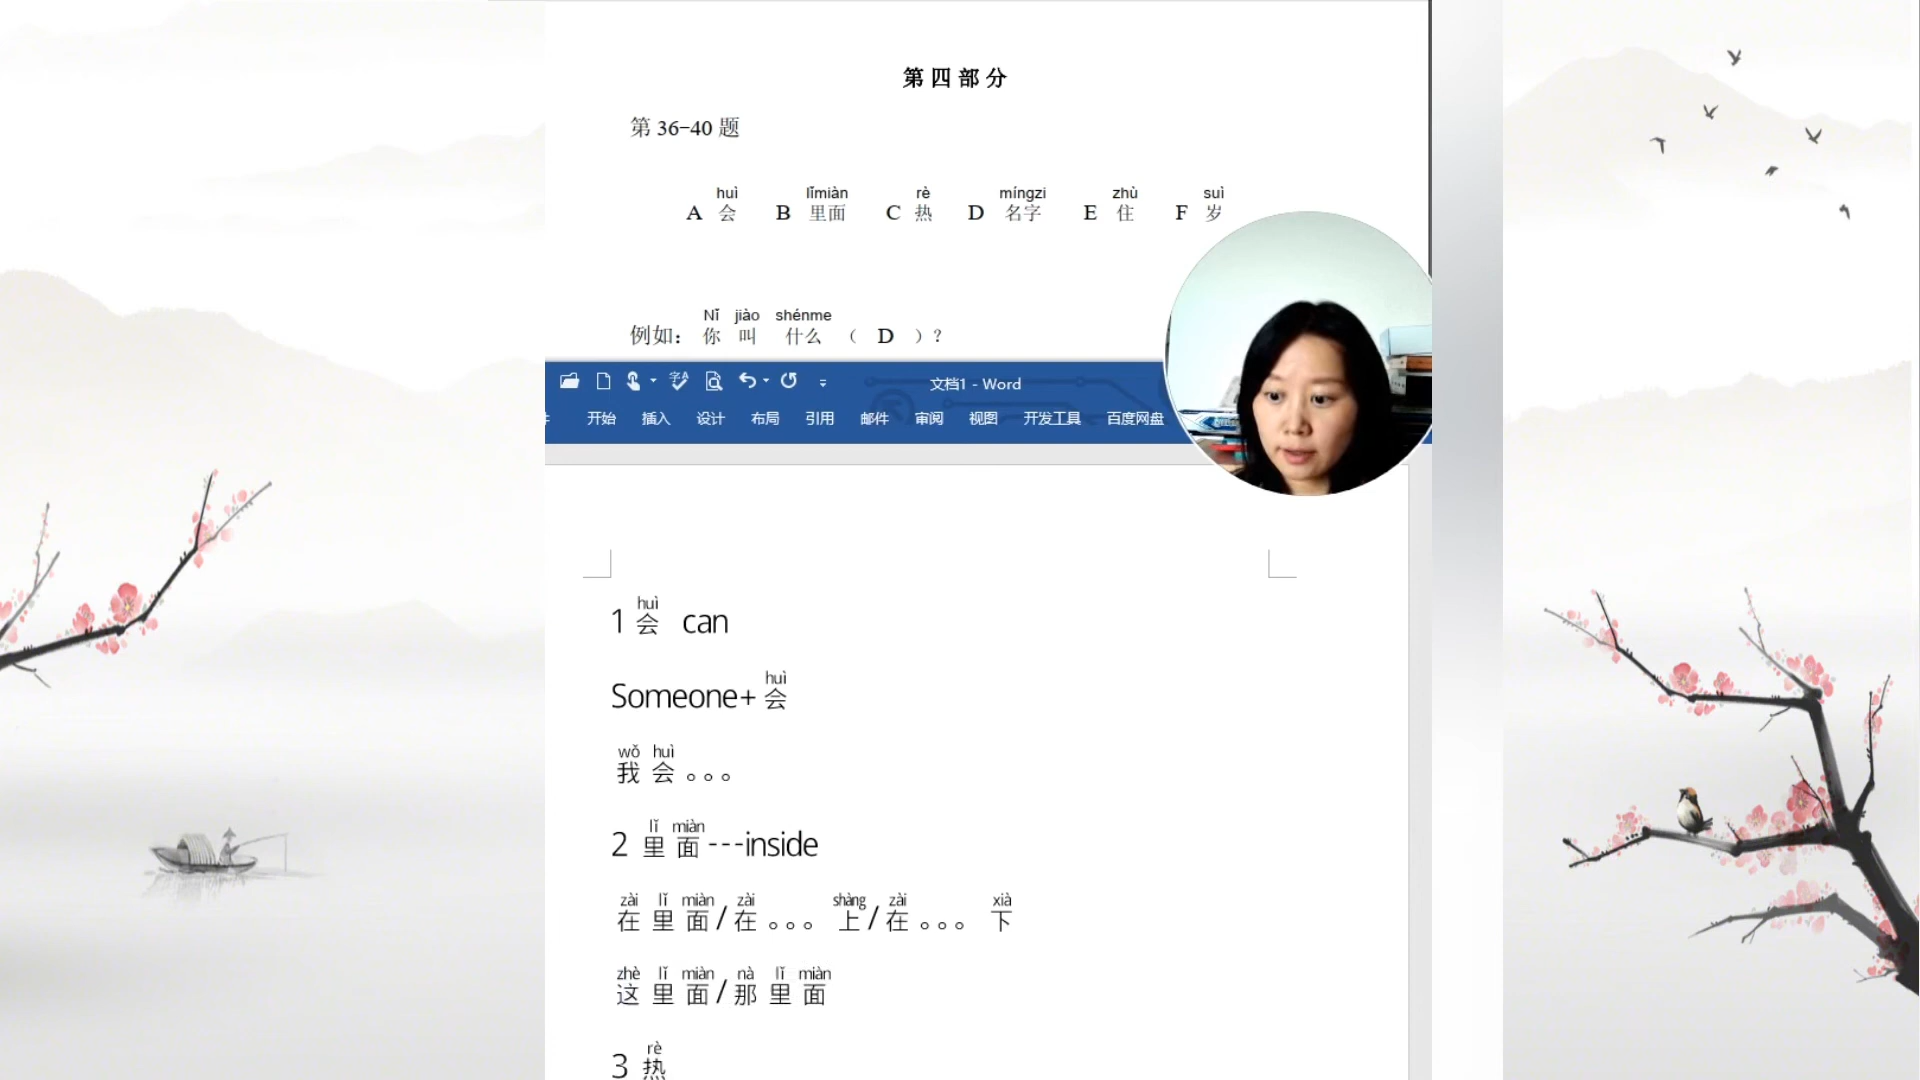 第四部分
第 36-40 题
huì lǐmiàn rè míngzi zhù suì
A 会 B 里面 C 热 D 名字 E 住 F 岁
Nǐ jiào shénme
例如： 你 叫 什么 （ D ）？
文档1 - Word
开始 插入 设计 布局 引用 邮件 审阅 视图 开发工具 百度网盘
huì
1 会 can
huì
Someone+ 会
wǒ huì
我 会 。。。
lǐ miàn
2 里 面 ---inside
zài lǐ miàn zài shàng zài xià
在 里 面 / 在 。。。 上 / 在 。。。 下
zhè lǐ miàn nà lǐ miàn
这 里 面 / 那 里 面
rè
3 热